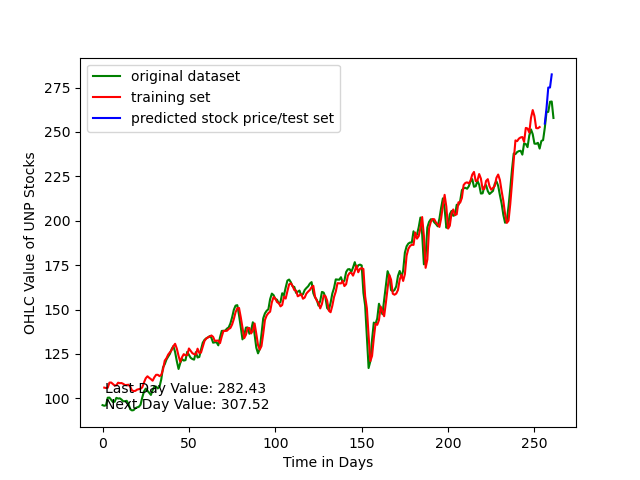 original dataset
training set
predicted stock price/test set
275
250
225
200
175
150
125
100
OHLC Value of UNP Stocks
Last Day Value: 282.43
Next Day Value: 307.52
0
50
100
150
200
250
Time in Days